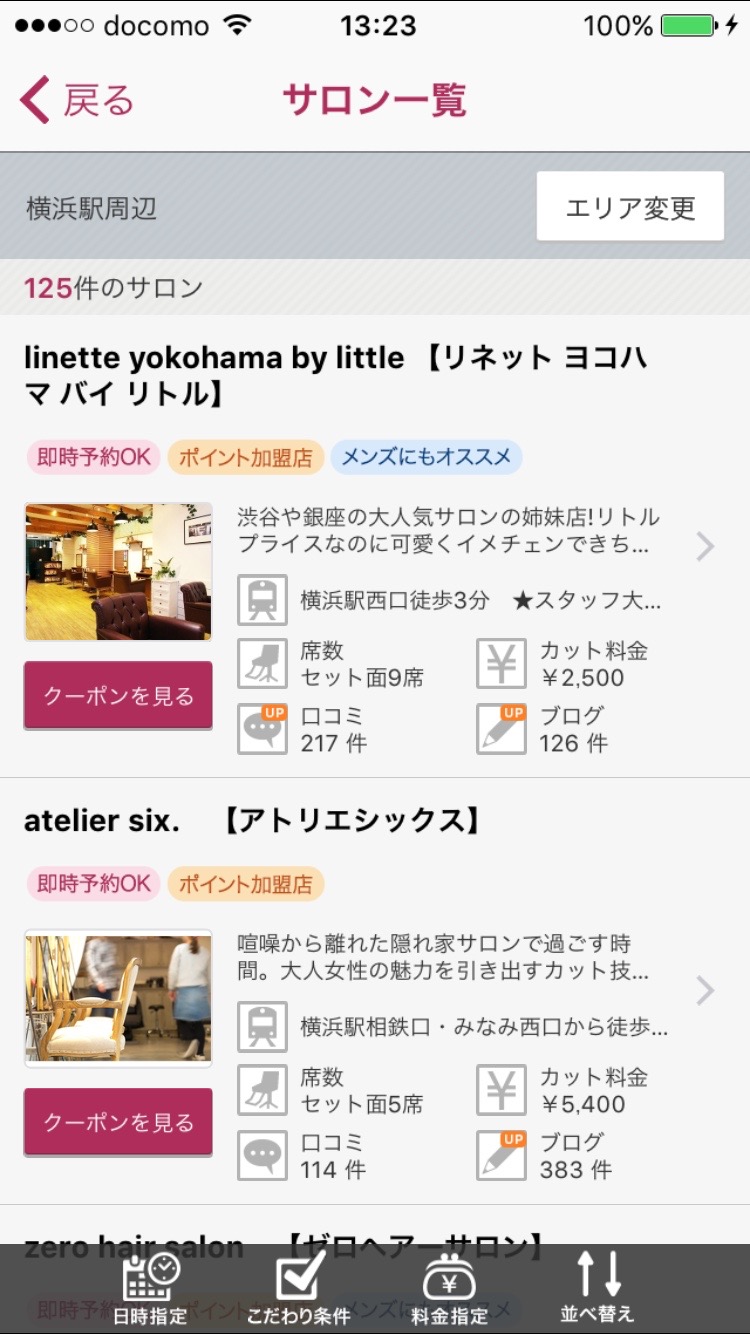 docomo 13:23 100%
戻る サロン一覧
横浜駅周辺 エリア変更
125件のサロン
linette yokohama by little 【リネット ヨコハ
マ バイ リトル】
即時予約OK ポイント加盟店 メンズにもオススメ
渋谷や銀座の大人気サロンの姉妹店!リトル
プライスなのに可愛くイメチェンできち...
横浜駅西口徒歩3分 ★スタッフ大...
席数 カット料金
セット面9席 ￥2,500
クーポンを見る
UP 口コミ UP ブログ
217 件 126 件
atelier six. 【アトリエシックス】
即時予約OK ポイント加盟店
喧噪から離れた隠れ家サロンで過ごす時
間。大人女性の魅力を引き出すカット技...
横浜駅相鉄口・みなみ西口から徒歩...
席数 カット料金
セット面5席 ￥5,400
クーポンを見る
口コミ UP ブログ
114 件 383 件
zero hair salon 【ゼロヘアーサロン】
即時予約OK ポイント加盟店 メンズにもオススメ
日時指定 こだわり条件 料金指定 並べ替え